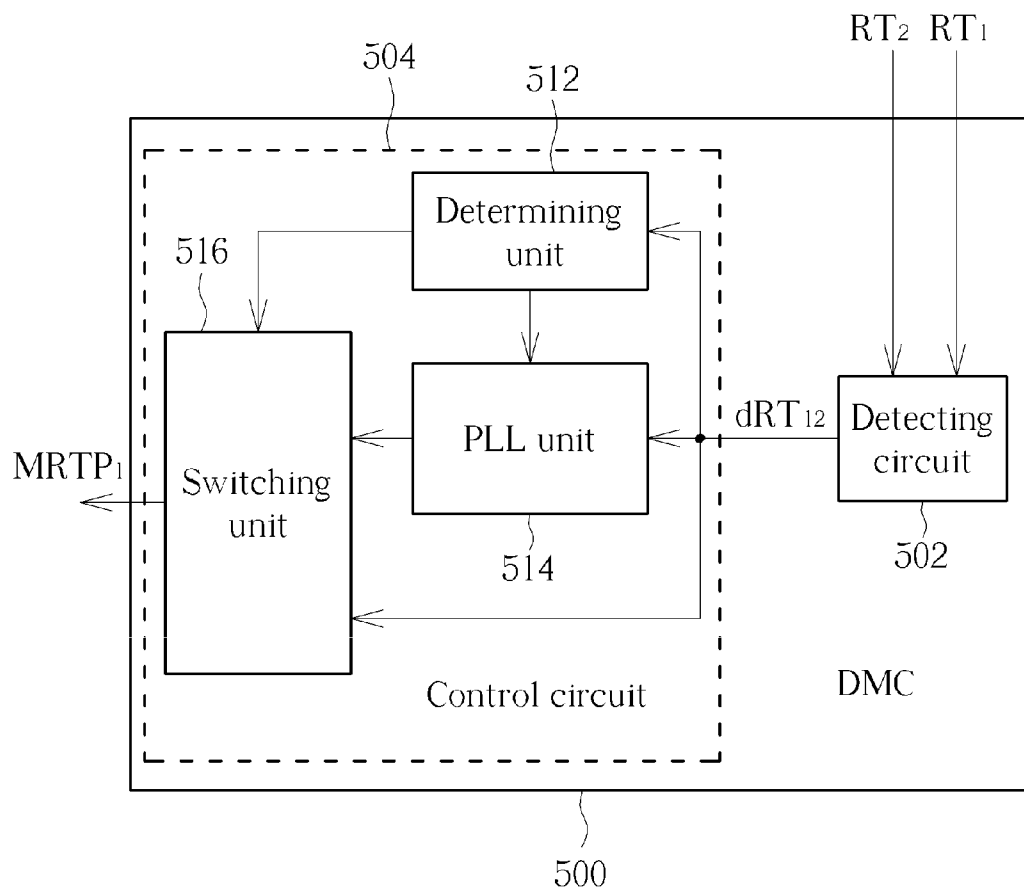 RT₂ RT₁
504
512
Determining
unit
516
PLL unit
dRT₁₂
Detecting
circuit
MRTP₁
Switching
unit
514
502
Control circuit
DMC
500